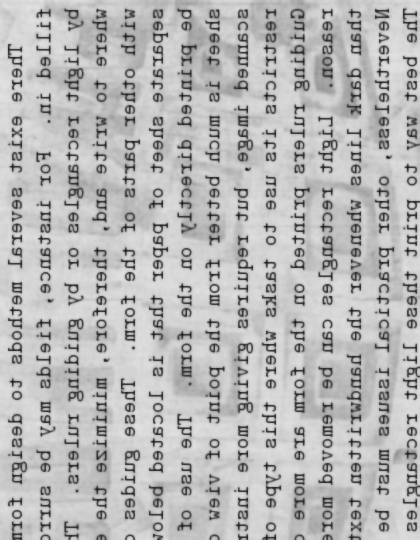 There exist several methods to design form
filled in. For instance, fields may be
by light rectangles or by guiding rulers.
where to write and, therefore, minimize the
with other parts of the form. These guides
separate sheet of paper that is located below
be printed directly on the form. The use of
sheet is much better from the point of view
scanned image, but requires giving more
restricts its use to tasks where this type of
Guiding rulers printed on the form are more
reason. Light rectangles can be removed more
than dark lines whenever the handwritten text
Nevertheless, other practical issues must be
The best way to print these light rectangles